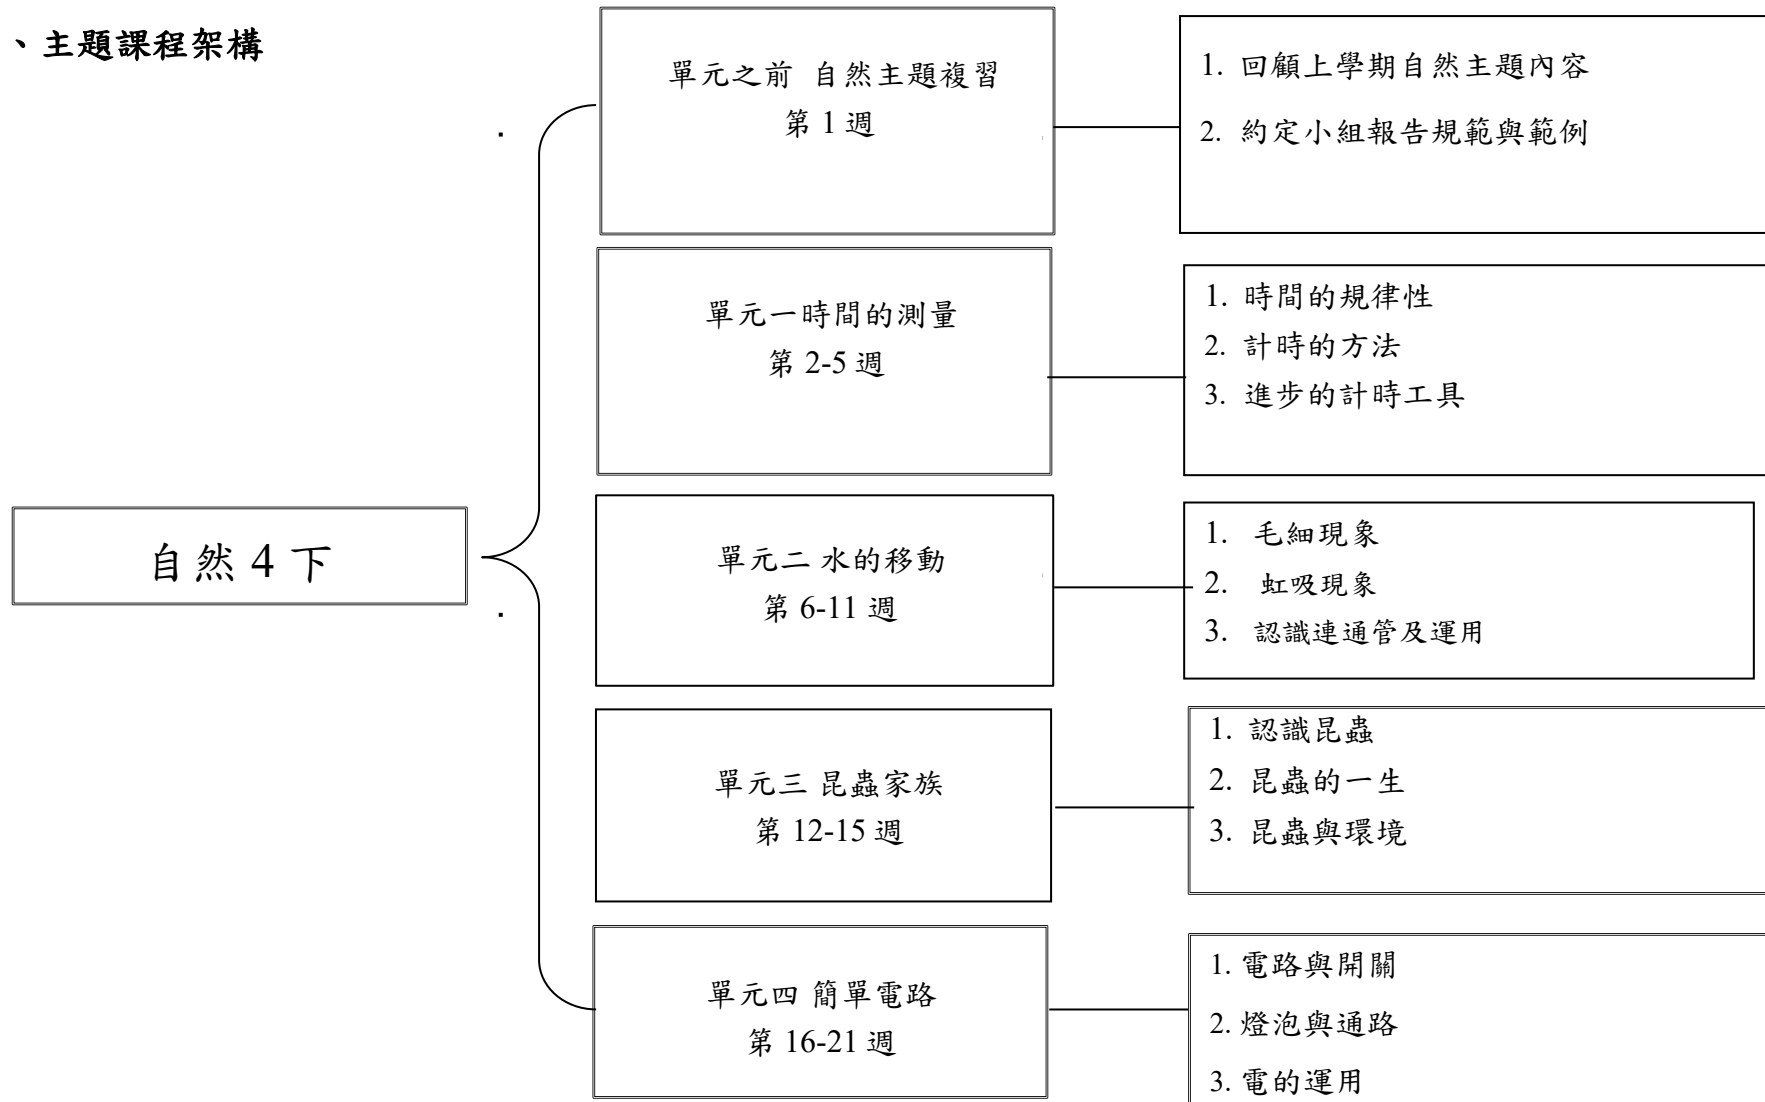 、主題課程架構
自然 4 下
單元之前 自然主題複習
第 1 週
1. 回顧上學期自然主題內容
2. 約定小組報告規範與範例
單元一時間的測量
第 2-5 週
1. 時間的規律性
2. 計時的方法
3. 進步的計時工具
單元二 水的移動
第 6-11 週
1. 毛細現象
2. 虹吸現象
3. 認識連通管及運用
單元三 昆蟲家族
第 12-15 週
1. 認識昆蟲
2. 昆蟲的一生
3. 昆蟲與環境
單元四 簡單電路
第 16-21 週
1. 電路與開關
2. 燈泡與通路
3. 電的運用